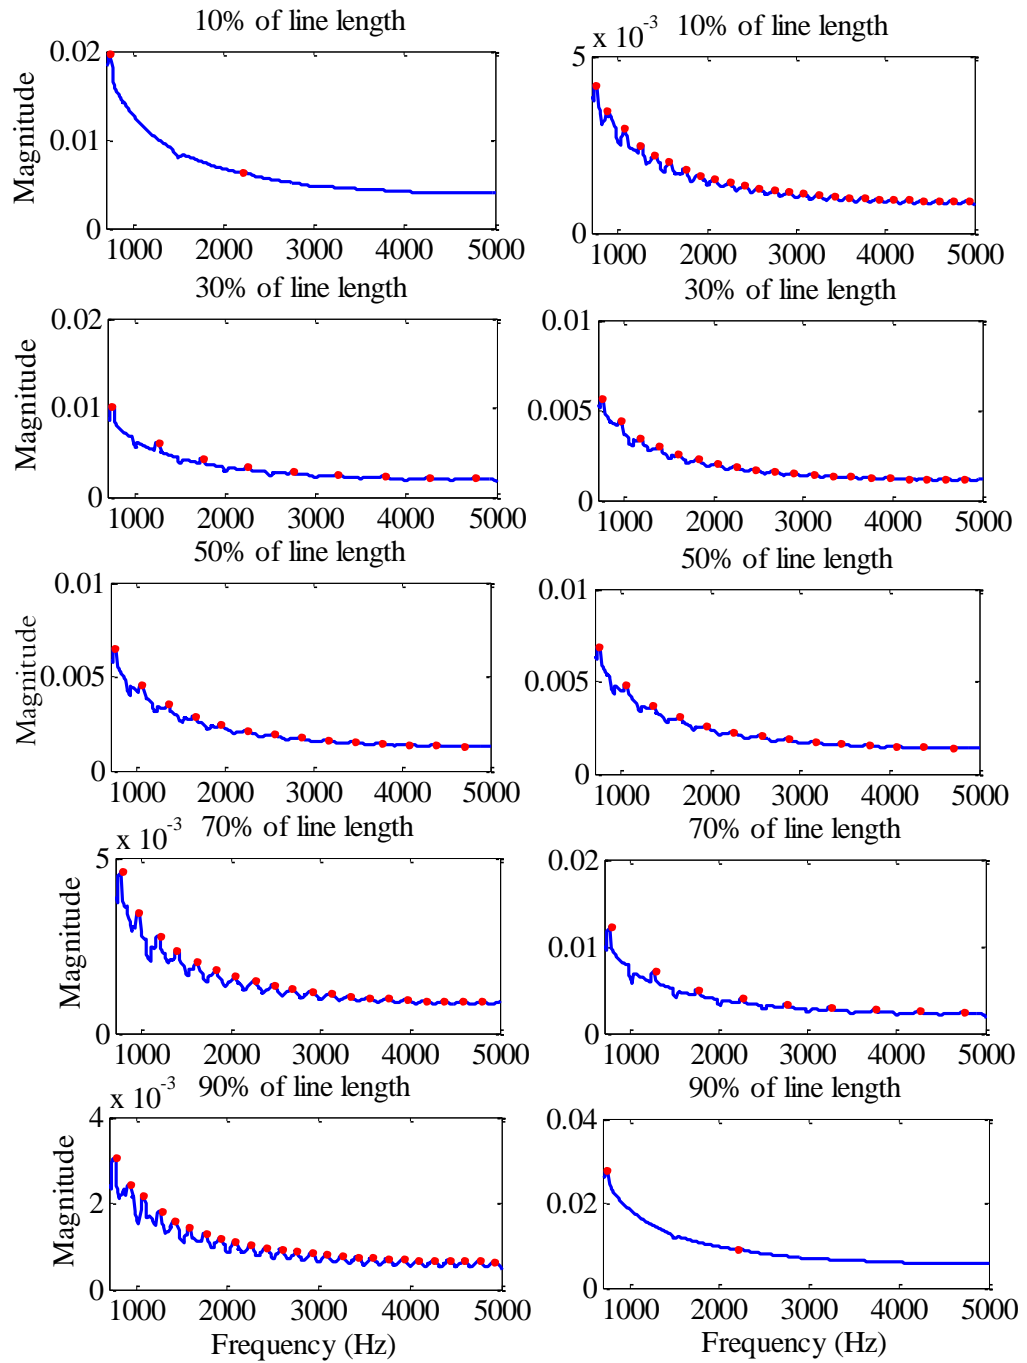 10% of line length
0.02
0.01
0
Magnitude
1000 2000 3000 4000 5000
10% of line length
x 10^-3
5
0
1000 2000 3000 4000 5000
30% of line length
0.02
0.01
0
Magnitude
1000 2000 3000 4000 5000
30% of line length
0.01
0.005
0
1000 2000 3000 4000 5000
50% of line length
0.01
0.005
0
Magnitude
1000 2000 3000 4000 5000
50% of line length
0.01
0.005
0
1000 2000 3000 4000 5000
70% of line length
x 10^-3
5
0
Magnitude
1000 2000 3000 4000 5000
70% of line length
0.02
0.01
0
1000 2000 3000 4000 5000
90% of line length
x 10^-3
4
2
0
Magnitude
1000 2000 3000 4000 5000
Frequency (Hz)
90% of line length
0.04
0.02
0
1000 2000 3000 4000 5000
Frequency (Hz)